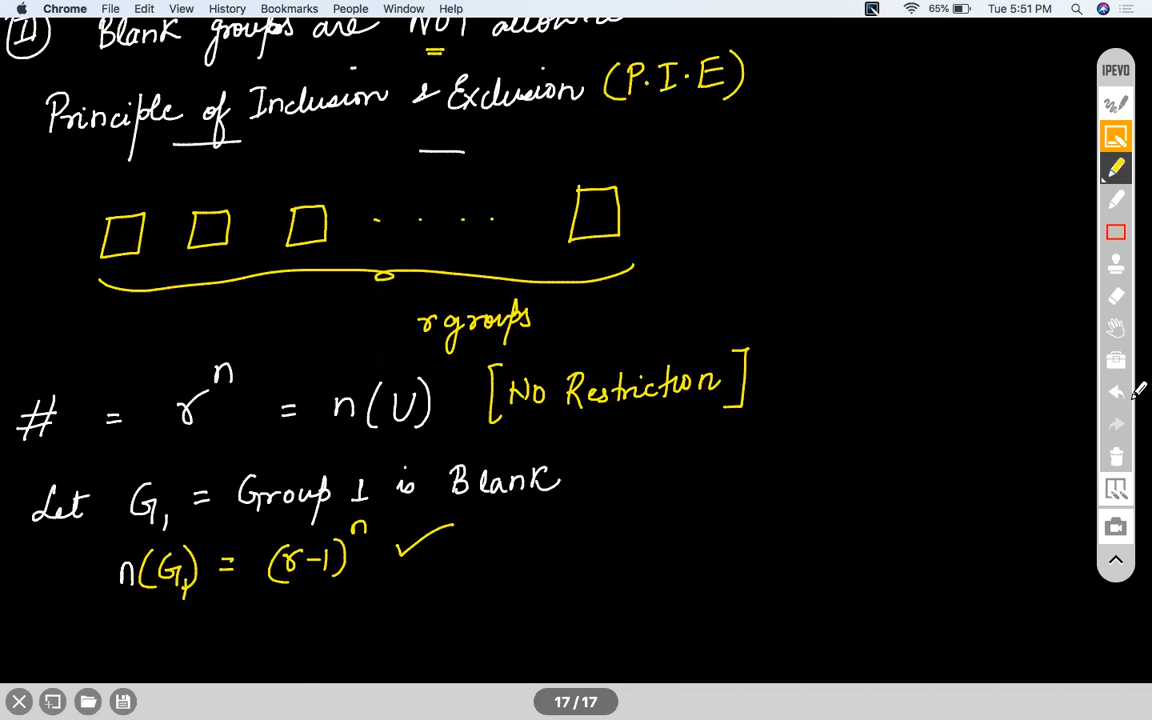 Chrome File Edit View History Bookmarks People Window Help 65% Tue 5:51 PM
II Blank groups are NOT
Principle of Inclusion & Exclusion (P.I.E)
IPEVO
r groups
# = r^n = n(U) [No Restriction]
Let G₁ = Group 1 is Blank
n(G₁) = (r-1)^n ✓
17/17